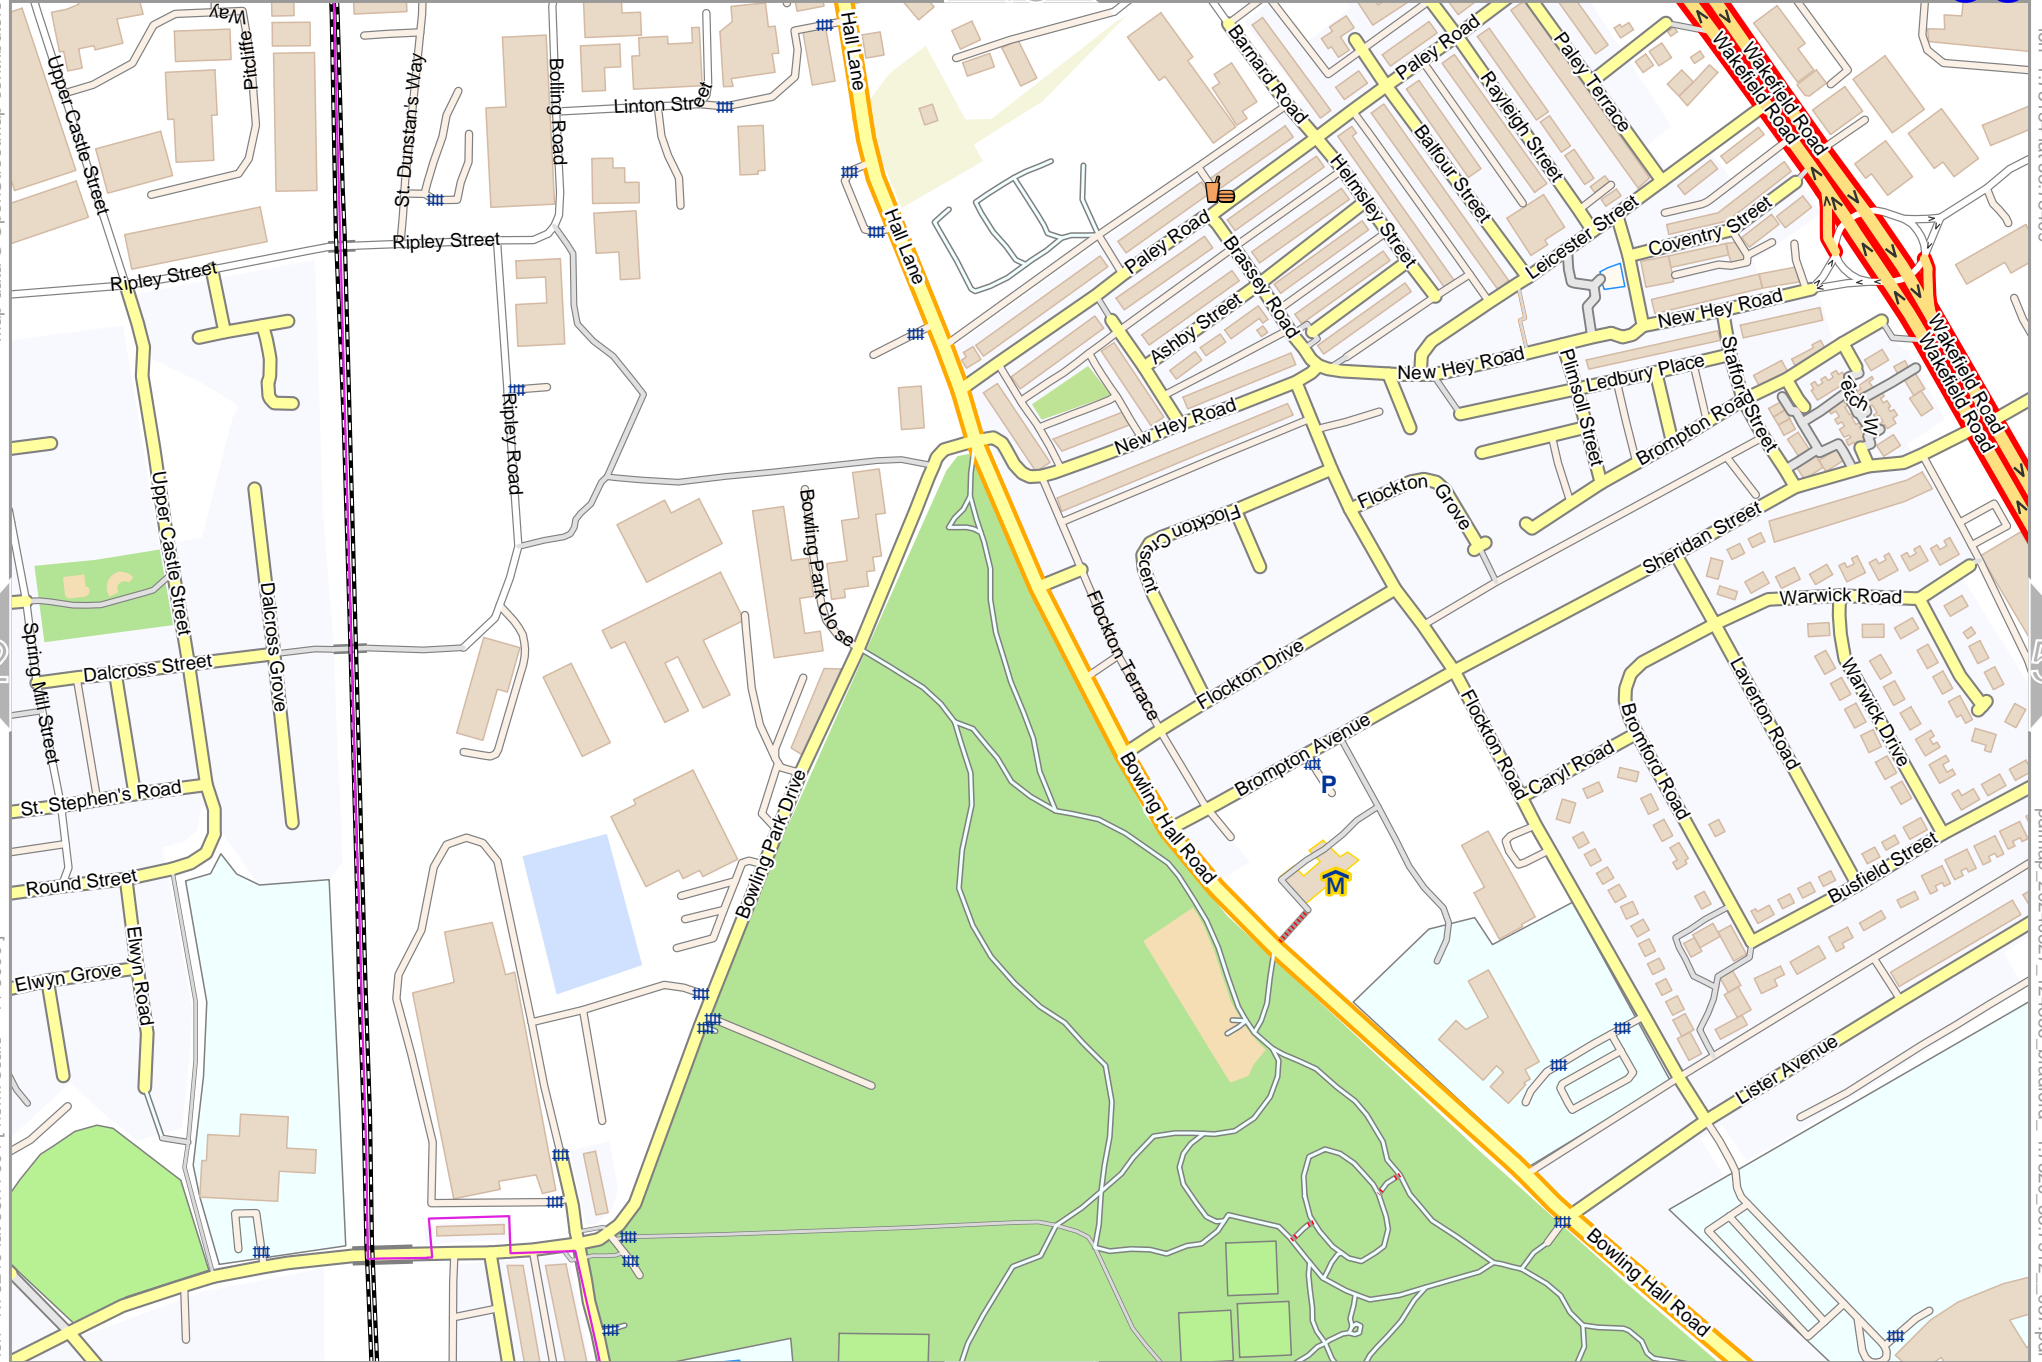 Pitcliffe
Way
Upper Castle Street
St. Dunstan's Way
Bolling Road
Linton Street
Hall Lane
Barnard Road
Paley Road
Paley Terrace
Rayleigh Street
Wakefield Road
Wakefield Road
Balfour Street
Helmsley Street
Hall Lane
Paley Road
Brassey Road
Leicester Street
Coventry Street
Ripley Street
Ripley Street
Ashby Street
New Hey Road
New Hey Road
Ledbury Place
Plimsoll Street
Stafford Street
Wakefield Road
Wakefield Road
each W
Brompton Road
New Hey Road
Ripley Road
Upper Castle Street
Bowling Park Close
Flockton Crescent
Flockton
Grove
Sheridan Street
Warwick Road
Dalcross Grove
Spring Mill Street
Dalcross Street
Flockton Terrace
Flockton Drive
Laverton Road
Warwick Drive
Bromford Road
Caryl Road
Flockton Road
Brompton Avenue
Bowling Hall Road
P
M
St. Stephen's Road
Bowling Park Drive
Round Street
Busfield Street
Elwyn Road
Elwyn Grove
Lister Avenue
Bowling Hall Road